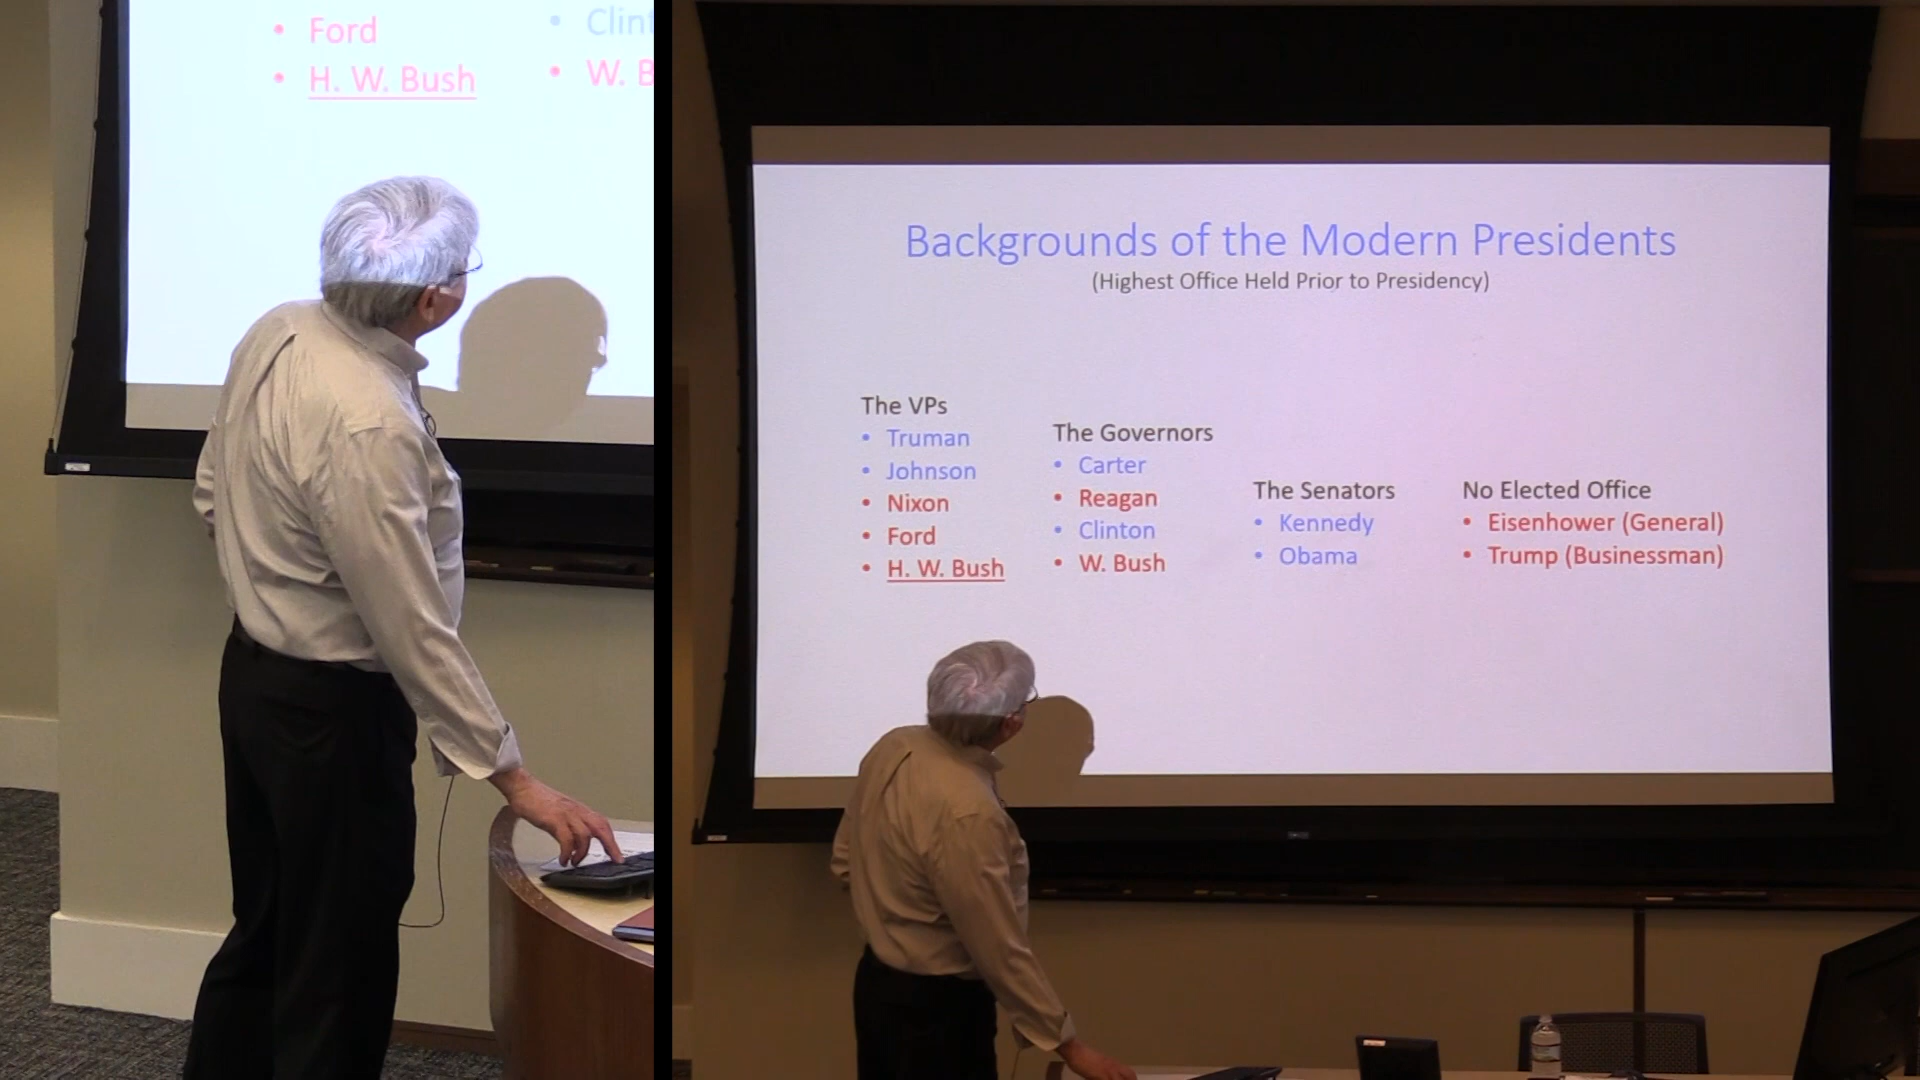 • Ford
• H. W. Bush
• Clint
• W. B
Backgrounds of the Modern Presidents
(Highest Office Held Prior to Presidency)
The VPs
• Truman
• Johnson
• Nixon
• Ford
• H. W. Bush
The Governors
• Carter
• Reagan
• Clinton
• W. Bush
The Senators
• Kennedy
• Obama
No Elected Office
• Eisenhower (General)
• Trump (Businessman)